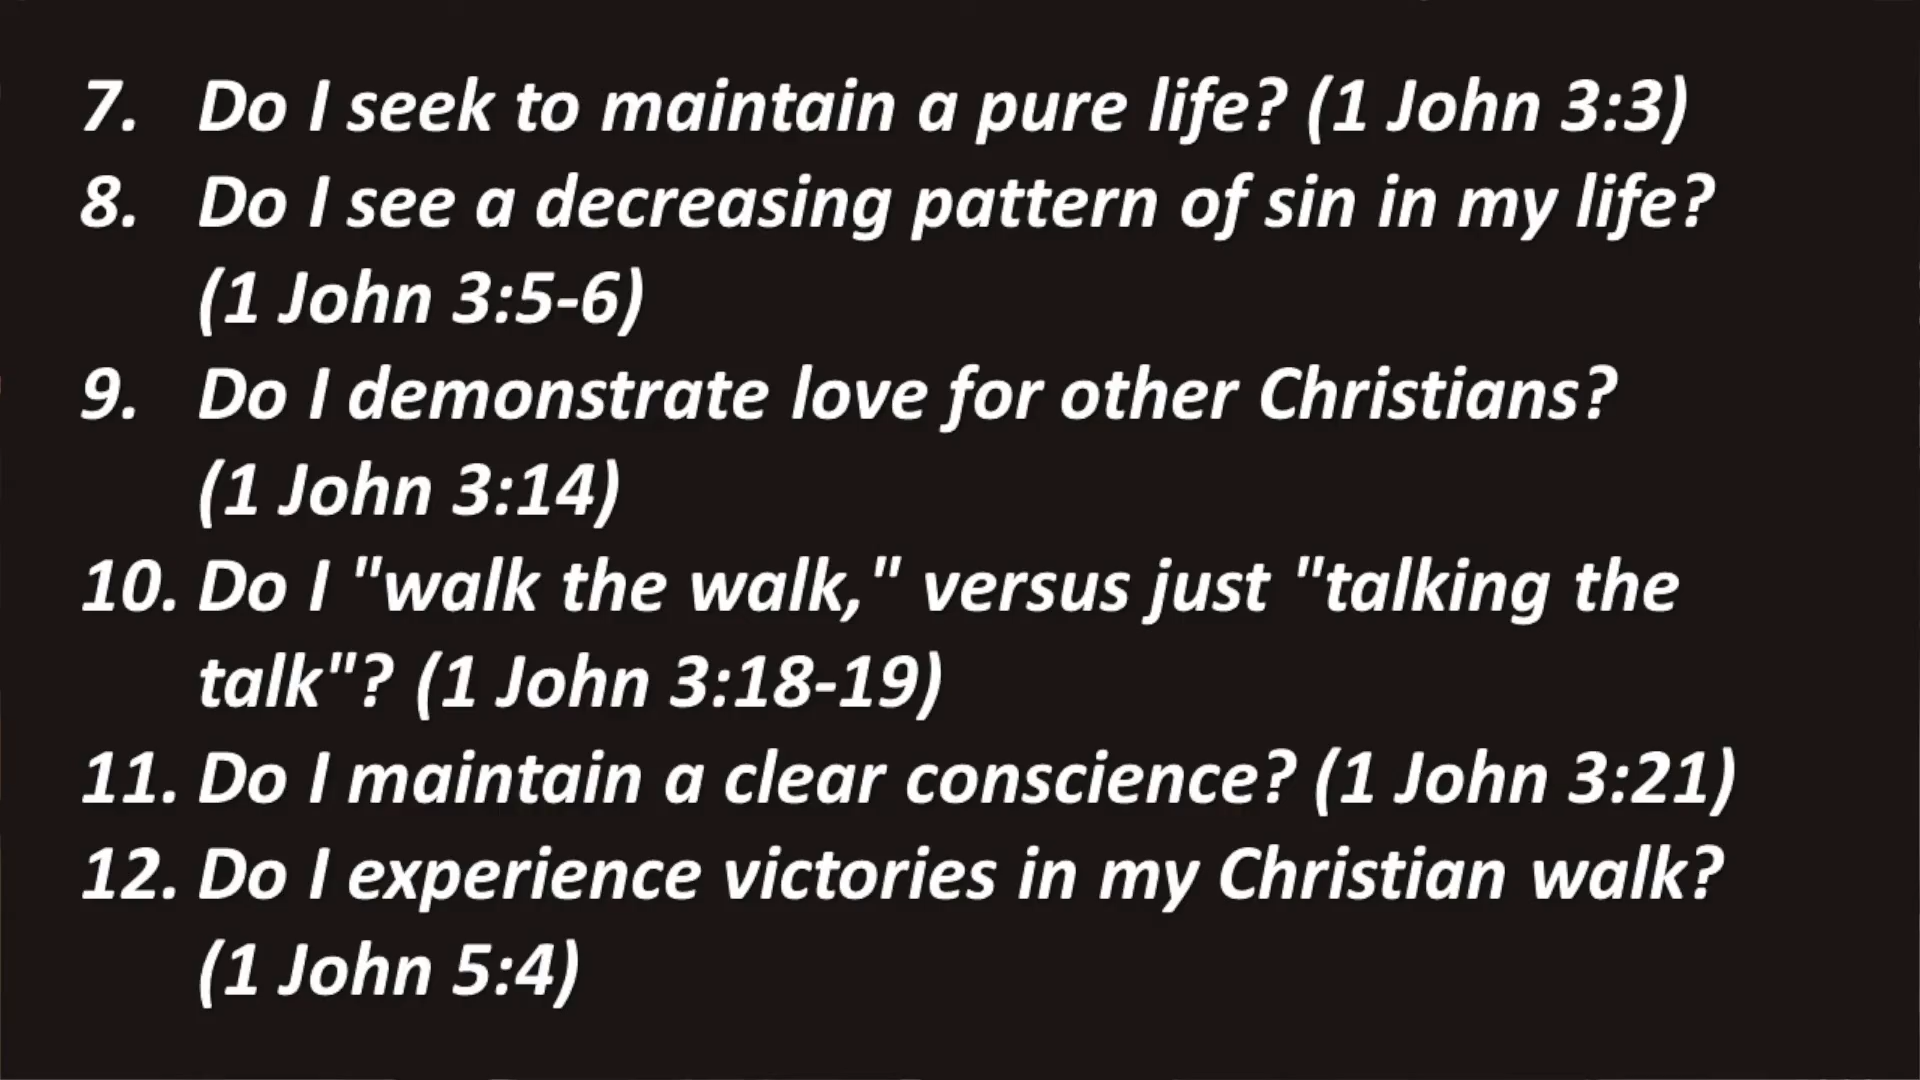 7. Do I seek to maintain a pure life? (1 John 3:3)
8. Do I see a decreasing pattern of sin in my life?
(1 John 3:5-6)
9. Do I demonstrate love for other Christians?
(1 John 3:14)
10. Do I "walk the walk," versus just "talking the
talk"? (1 John 3:18-19)
11. Do I maintain a clear conscience? (1 John 3:21)
12. Do I experience victories in my Christian walk?
(1 John 5:4)